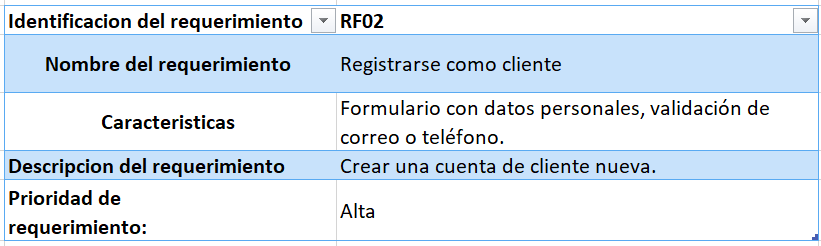 Identificacion del requerimiento RF02
Nombre del requerimiento Registrarse como cliente
Caracteristicas Formulario con datos personales, validación de
correo o teléfono.
Descripcion del requerimiento Crear una cuenta de cliente nueva.
Prioridad de
requerimiento: Alta